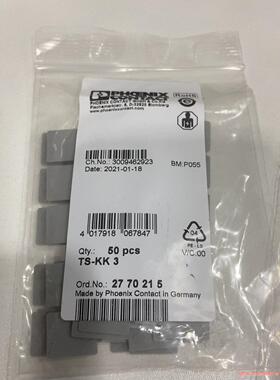 PHOENIX
CONTACT
RoHS
PHOENIX CONTACT GmbH & Co.KG
Flachsmarktstr. 8, D-32825 Blomberg
www.phoenixcontact.com
Ch.No.: 3009462923
Date: 2021-01-18
BM:P055
4 017918 067847
Qty.: 50 pcs
TS-KK 3
04
PE-LD
V/C.00
Ord.No.: 27 70 21 5
Made by Phoenix Contact in Germany